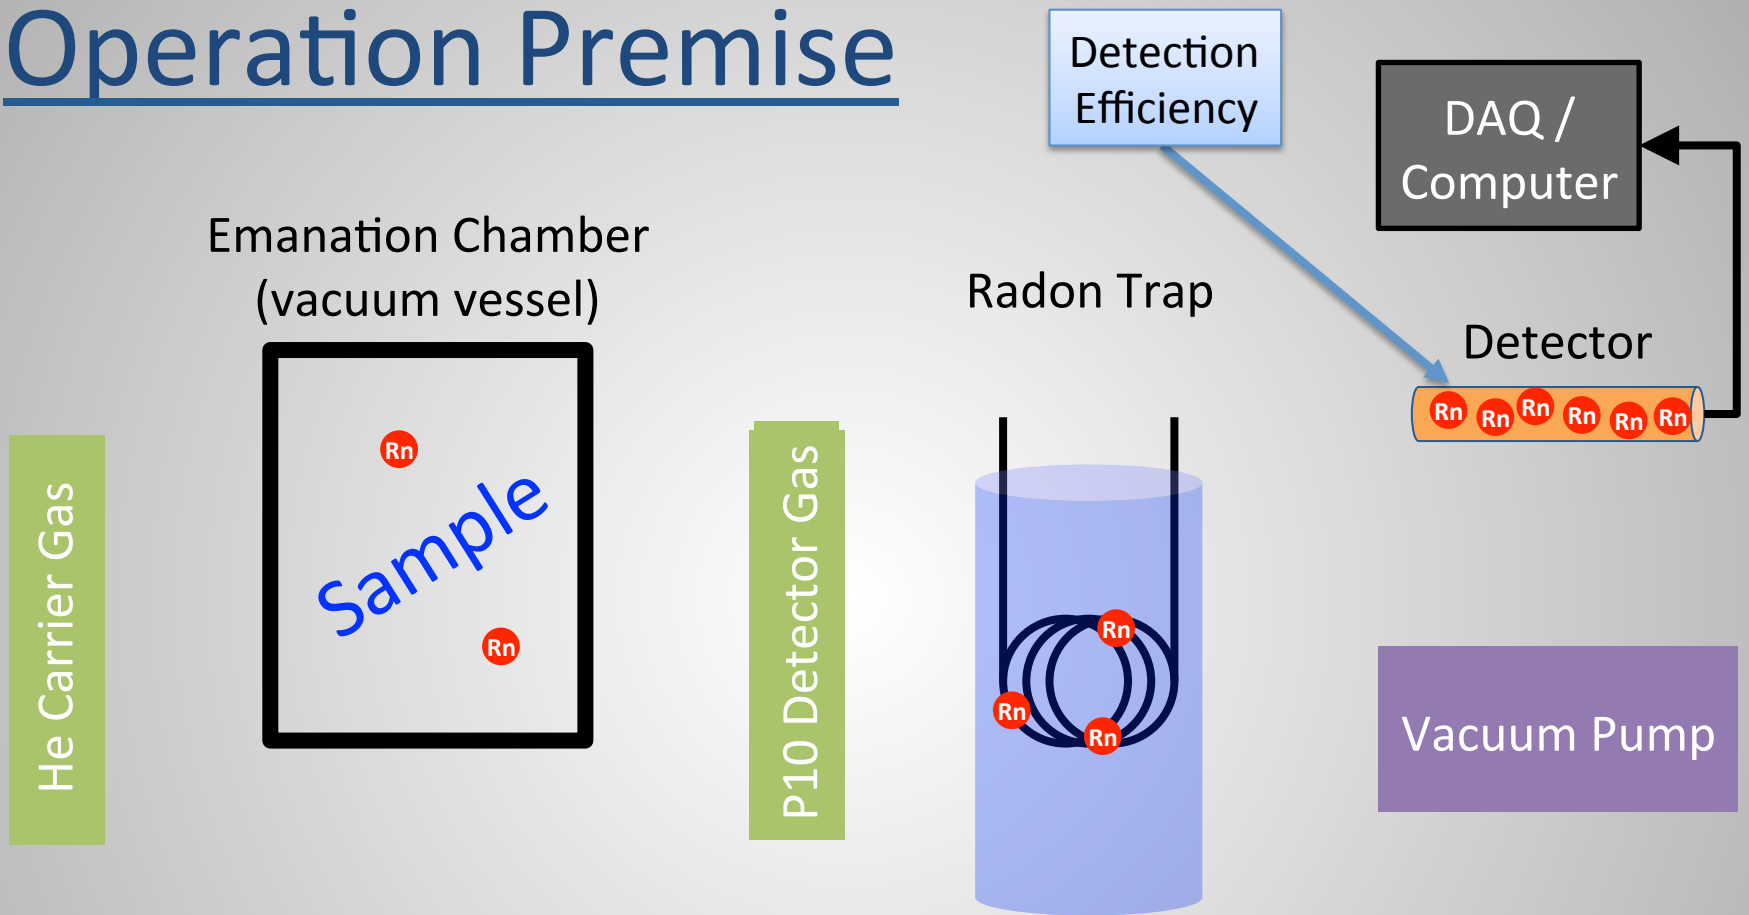 Operation Premise
Detection
Efficiency
DAQ /
Computer
Emanation Chamber
(vacuum vessel)
Radon Trap
Detector
Rn Rn Rn Rn Rn Rn
He Carrier Gas
Rn
Sample
Rn
P10 Detector Gas
Rn
Rn
Rn
Vacuum Pump